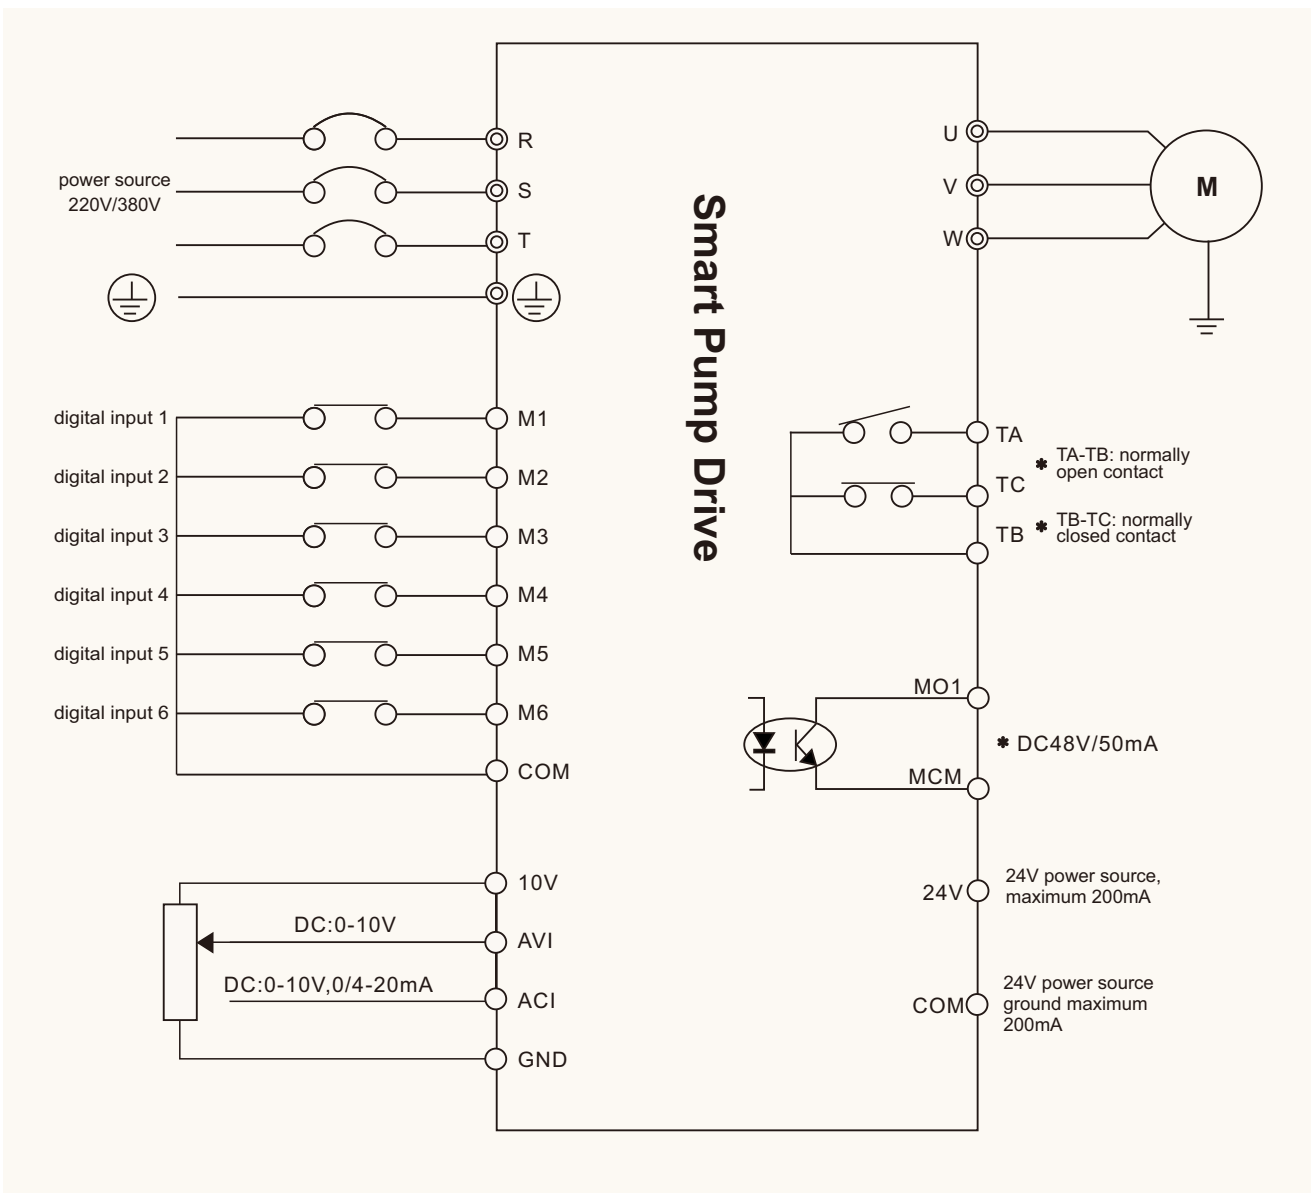 R
power source
220V/380V
S
T
Smart Pump Drive
U
V
W
M
digital input 1
M1
digital input 2
M2
digital input 3
M3
digital input 4
M4
digital input 5
M5
digital input 6
M6
COM
TA
✱ TA-TB: normally
open contact
TC
TB
✱ TB-TC: normally
closed contact
MO1
✱ DC48V/50mA
MCM
10V
DC:0-10V
AVI
DC:0-10V,0/4-20mA
ACI
GND
24V
24V power source,
maximum 200mA
COM
24V power source
ground maximum
200mA